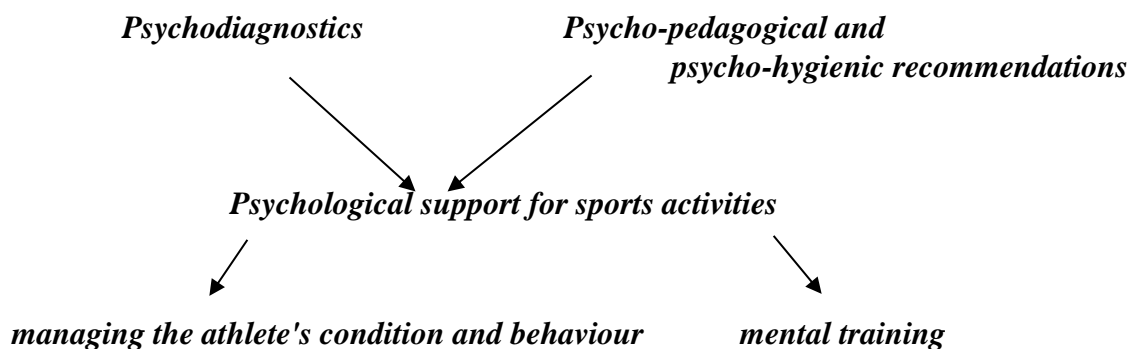 Psychodiagnostics
Psycho-pedagogical and
psycho-hygienic recommendations
Psychological support for sports activities
managing the athlete's condition and behaviour
mental training